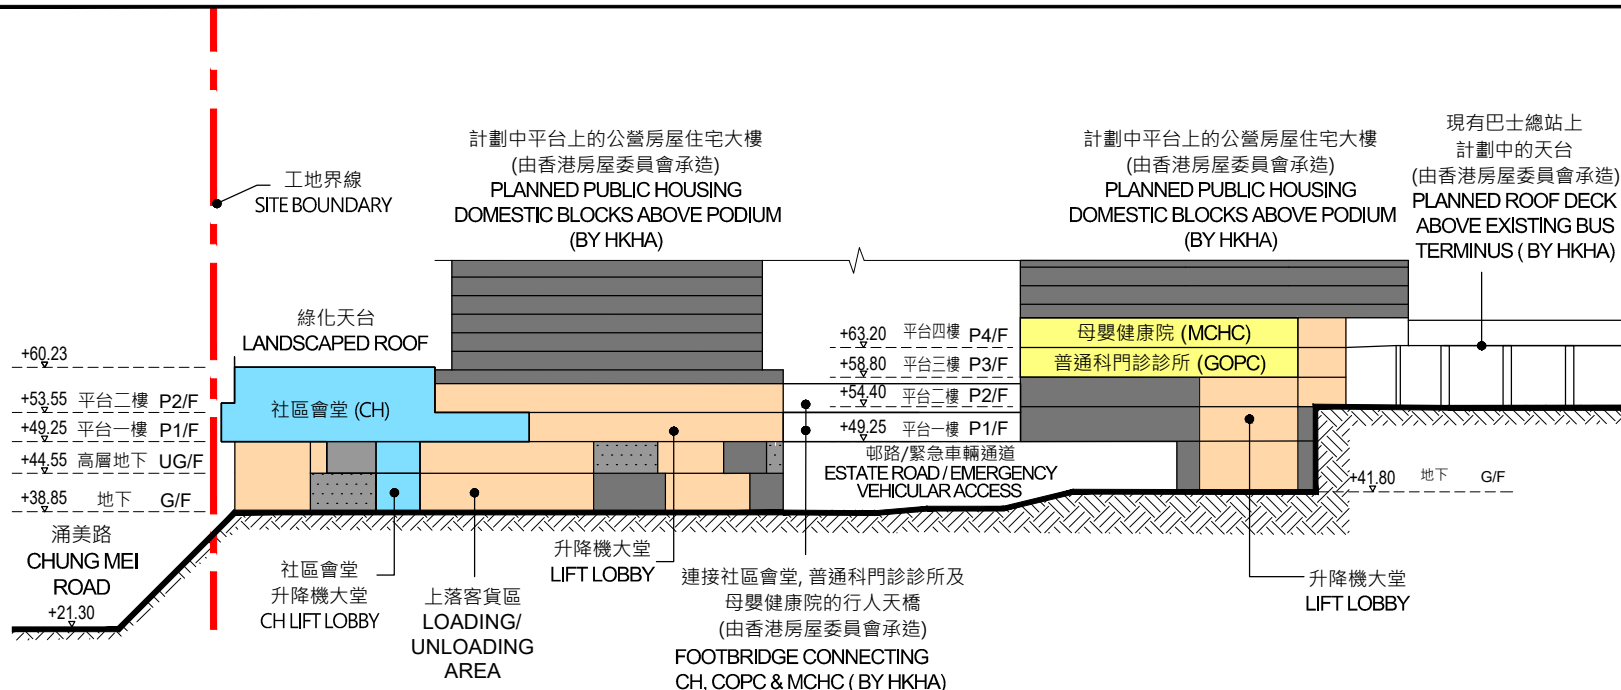 工地界線
SITE BOUNDARY
計劃中平台上的公營房屋住宅大樓
(由香港房屋委員會承造)
PLANNED PUBLIC HOUSING
DOMESTIC BLOCKS ABOVE PODIUM
(BY HKHA)
計劃中平台上的公營房屋住宅大樓
(由香港房屋委員會承造)
PLANNED PUBLIC HOUSING
DOMESTIC BLOCKS ABOVE PODIUM
(BY HKHA)
現有巴士總站上
計劃中的天台
(由香港房屋委員會承造)
PLANNED ROOF DECK
ABOVE EXISTING BUS
TERMINUS ( BY HKHA)
綠化天台
LANDSCAPED ROOF
+60.23
+53.55 平台二樓 P2/F
+49.25 平台一樓 P1/F
+44.55 高層地下 UG/F
+38.85 地下 G/F
社區會堂 (CH)
+63.20 平台四樓 P4/F
+58.80 平台三樓 P3/F
+54.40 平台二樓 P2/F
+49.25 平台一樓 P1/F
母嬰健康院 (MCHC)
普通科門診診所 (GOPC)
邨路/緊急車輛通道
ESTATE ROAD / EMERGENCY
VEHICULAR ACCESS
+41.80 地下 G/F
涌美路
CHUNG MEI
ROAD
+21.30
社區會堂
升降機大堂
CH LIFT LOBBY
上落客貨區
LOADING/
UNLOADING
AREA
升降機大堂
LIFT LOBBY
連接社區會堂, 普通科門診診所及
母嬰健康院的行人天橋
(由香港房屋委員會承造)
FOOTBRIDGE CONNECTING
CH, COPC & MCHC ( BY HKHA)
升降機大堂
LIFT LOBBY